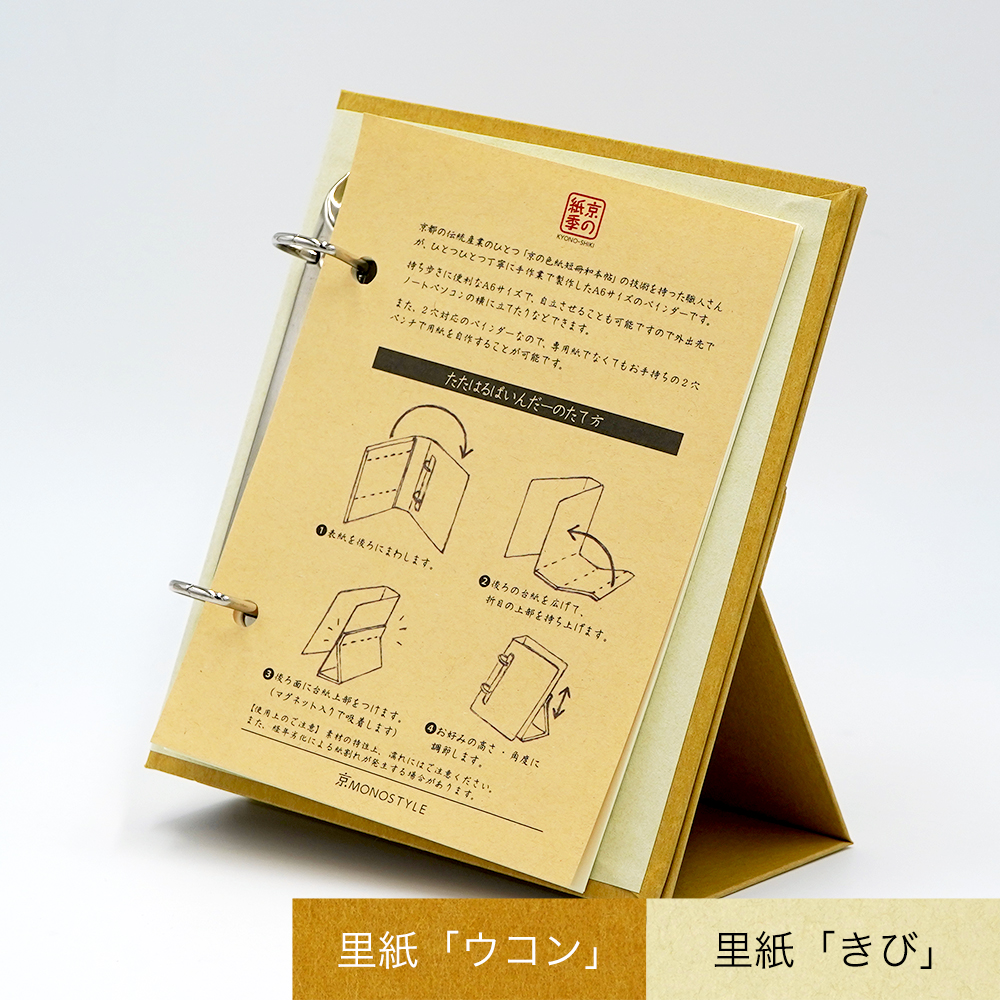 京の
紙季
KYONO-SHIKI
京都の伝統産業のひとつ「京の色紙短冊和本帖」の技術を持った職人さん
が、ひとつひとつ丁寧に手作業で製作したA6サイズのバインダーです。
持ち歩きに便利なA6サイズで、自立させることも可能ですので外出先で
ノートパソコンの横に立てたりなどできます。
また、2穴対応のバインダーなので、専用紙でなくてもお手持ちの2穴
ペンチで用紙を自作することが可能です。
たたはるばいんだーのたて方
❶表紙を後ろにまわします。
❷後ろの台紙を広げて、
折目の上部を持ち上げます。
❸後ろ面に台紙上部をつけます。
(マグネット入りで吸着します)
❹お好みの高さ・角度に
調節します。
【使用上のご注意】素材の特性上、濡れにはご注意ください。
また、経年劣化による紙割れが発生する場合があります。
京MONOSTYLE
里紙「ウコン」
里紙「きび」